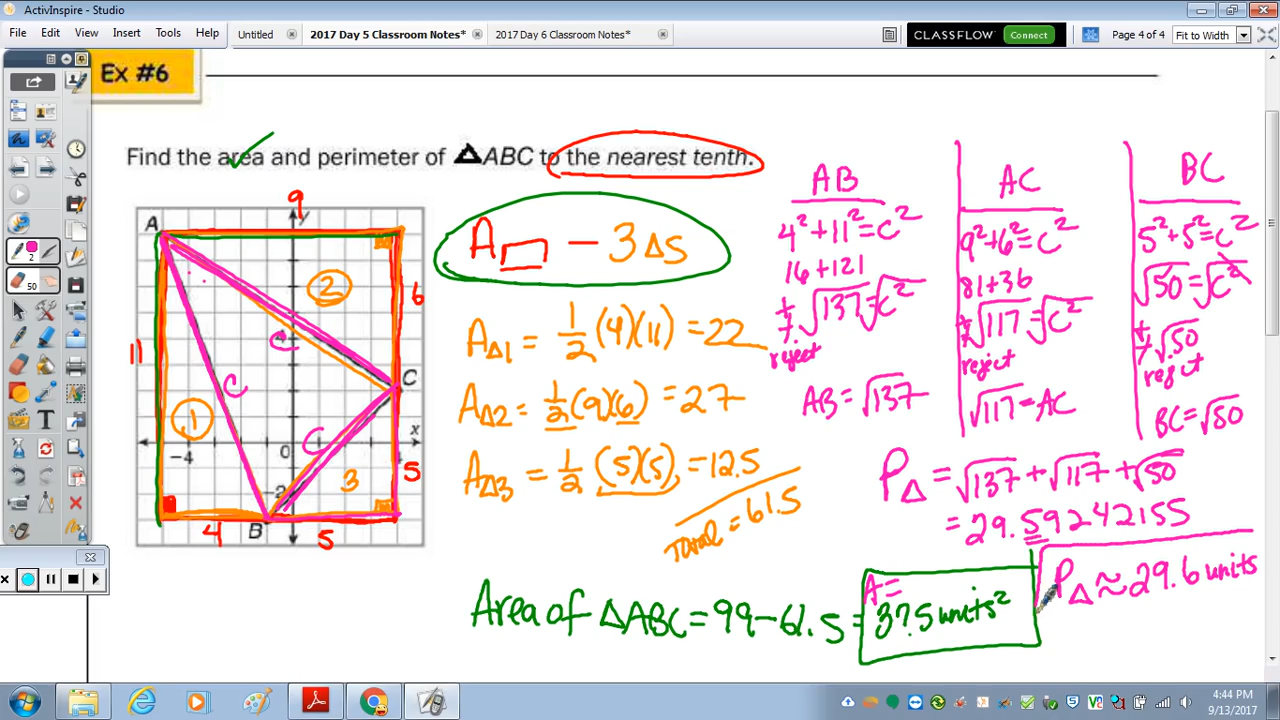 ActivInspire - Studio
File Edit View Insert Tools Help
Untitled
2017 Day 5 Classroom Notes*
2017 Day 6 Classroom Notes*
CLASSFLOW Connect
Page 4 of 4
Fit to Width
Ex #6
Find the area and perimeter of △ABC to the nearest tenth.
9
A
y
11
②
6
4
C
C
C
C
①
-4
0
x
-2
3
5
B
4
5
A▭ - 3△s
A△1 = 1/2 (4)(11) = 22
A△2 = 1/2 (9)(6) = 27
A△3 = 1/2 (5)(5) = 12.5
Total = 61.5
Area of △ABC = 99 - 61.5 = A= 37.5 units²
AB
4² + 11² = c²
16 + 121
+/- √137 = √c²
reject
AB = √137
AC
9² + 6² = c²
81 + 36
+/- √117 = √c²
reject
√117 = AC
BC
5² + 5² = c²
√50 = √c²
+/- √50
reject
BC = √50
P△ = √137 + √117 + √50
= 29.59242155
P△ ≈ 29.6 units
2
50
4:44 PM
9/13/2017